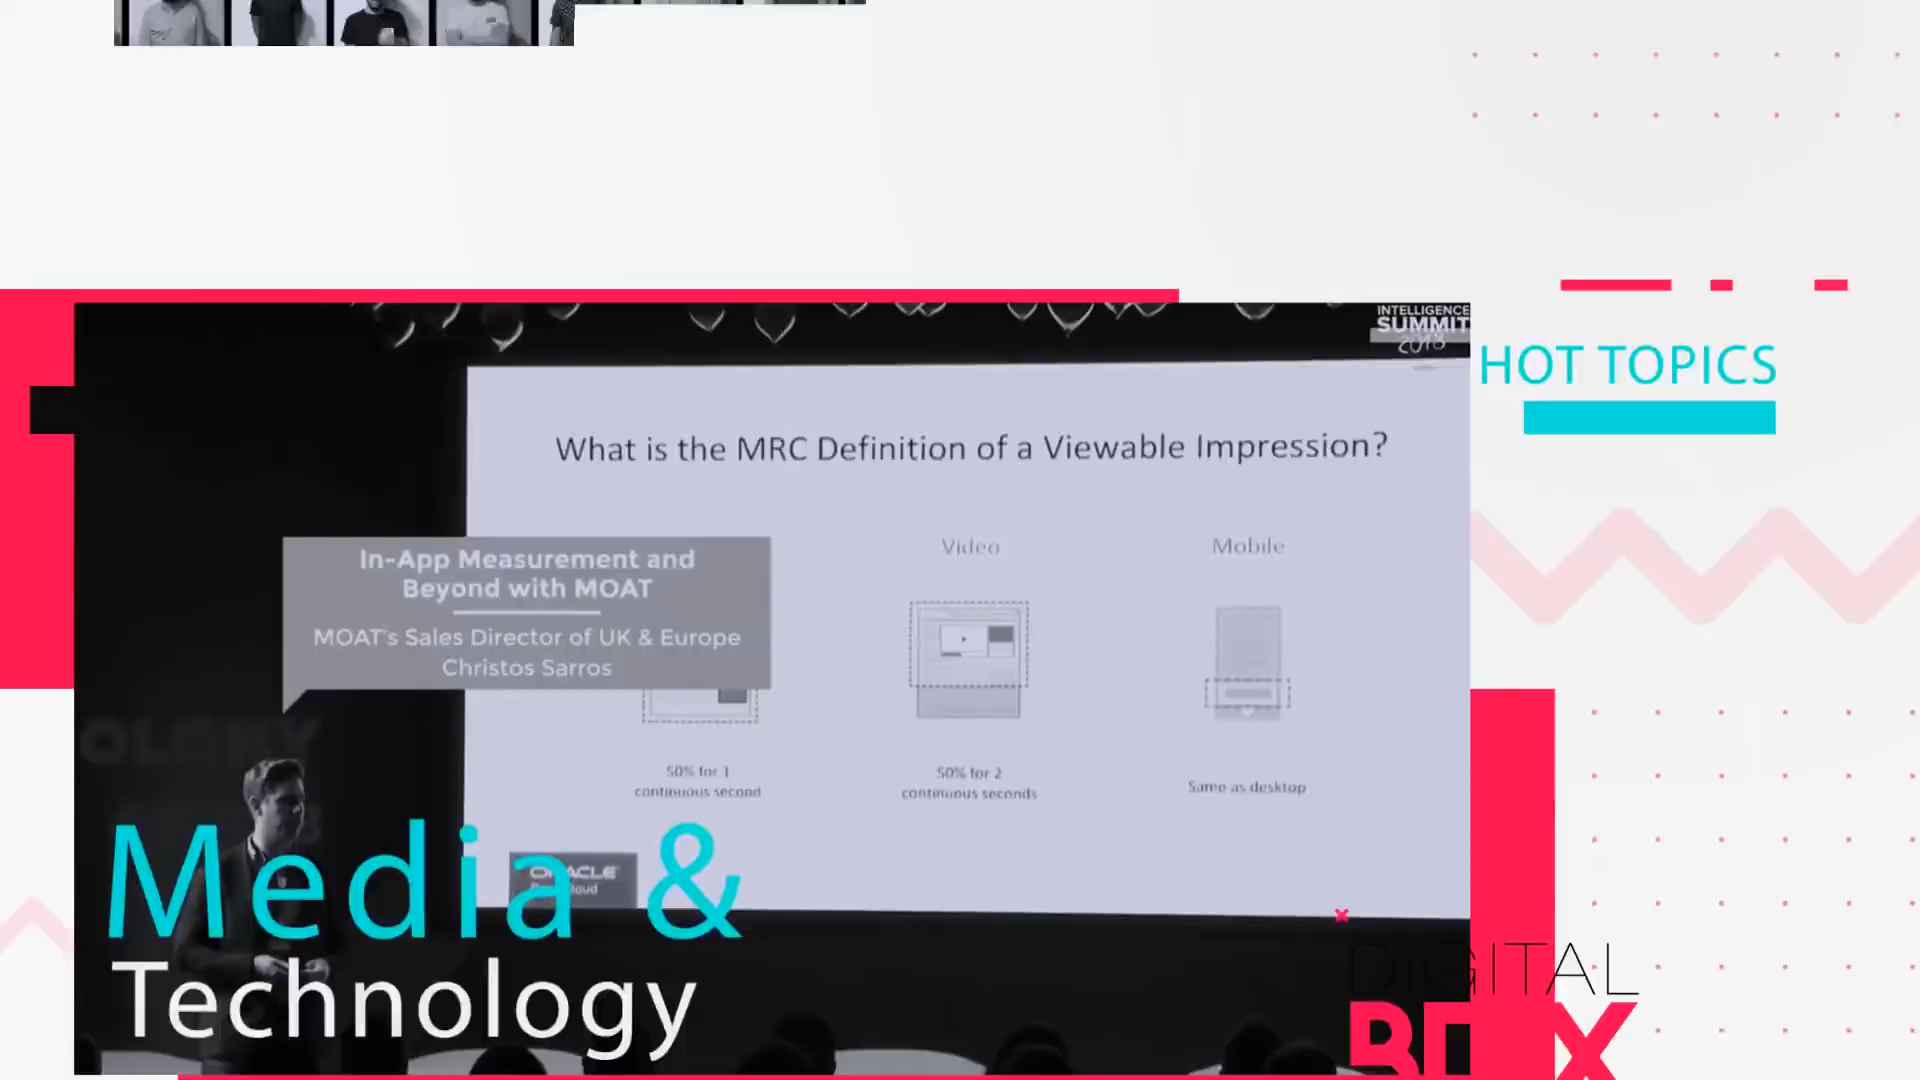 INTELLIGENCE
SUMMIT
2018
HOT TOPICS
What is the MRC Definition of a Viewable Impression?
In-App Measurement and
Beyond with MOAT
MOAT's Sales Director of UK & Europe
Christos Sarros
Video
Mobile
50% for 1
continuous second
50% for 2
continuous seconds
Same as desktop
ORACLE
Media &
Technology
DIGITAL